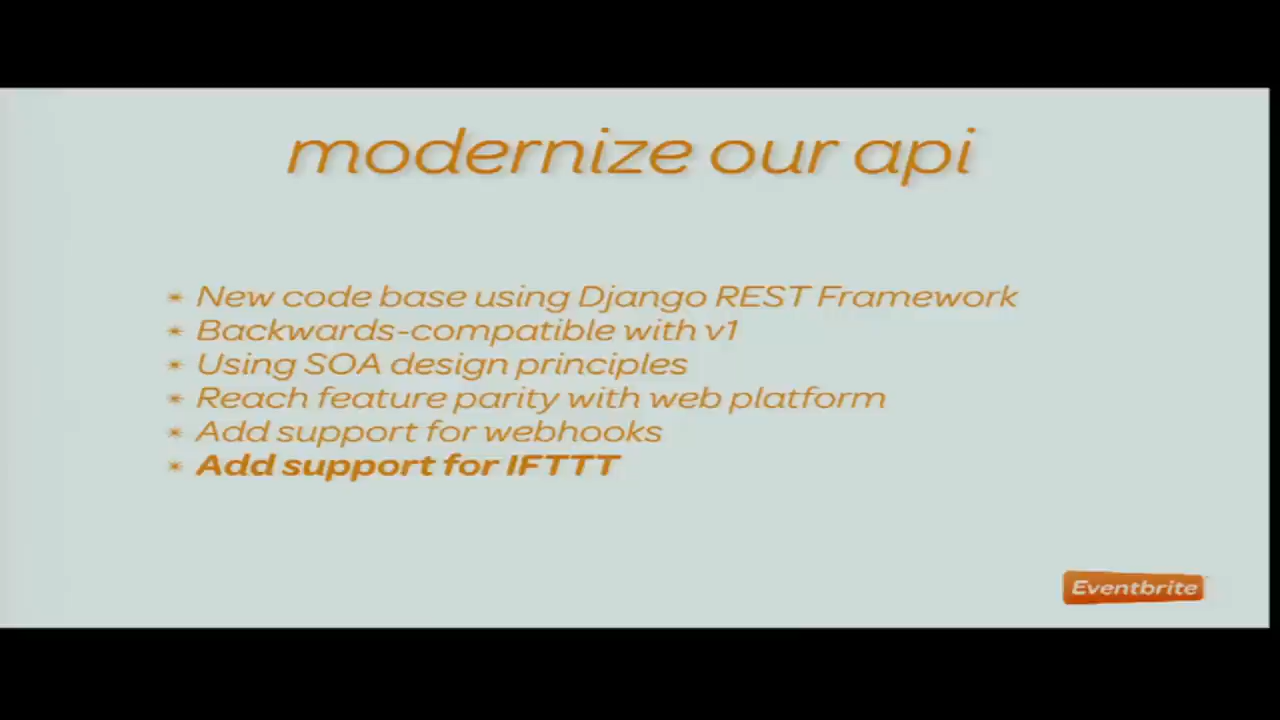 modernize our api
* New code base using Django REST Framework
* Backwards-compatible with v1
* Using SOA design principles
* Reach feature parity with web platform
* Add support for webhooks
* Add support for IFTTT
Eventbrite